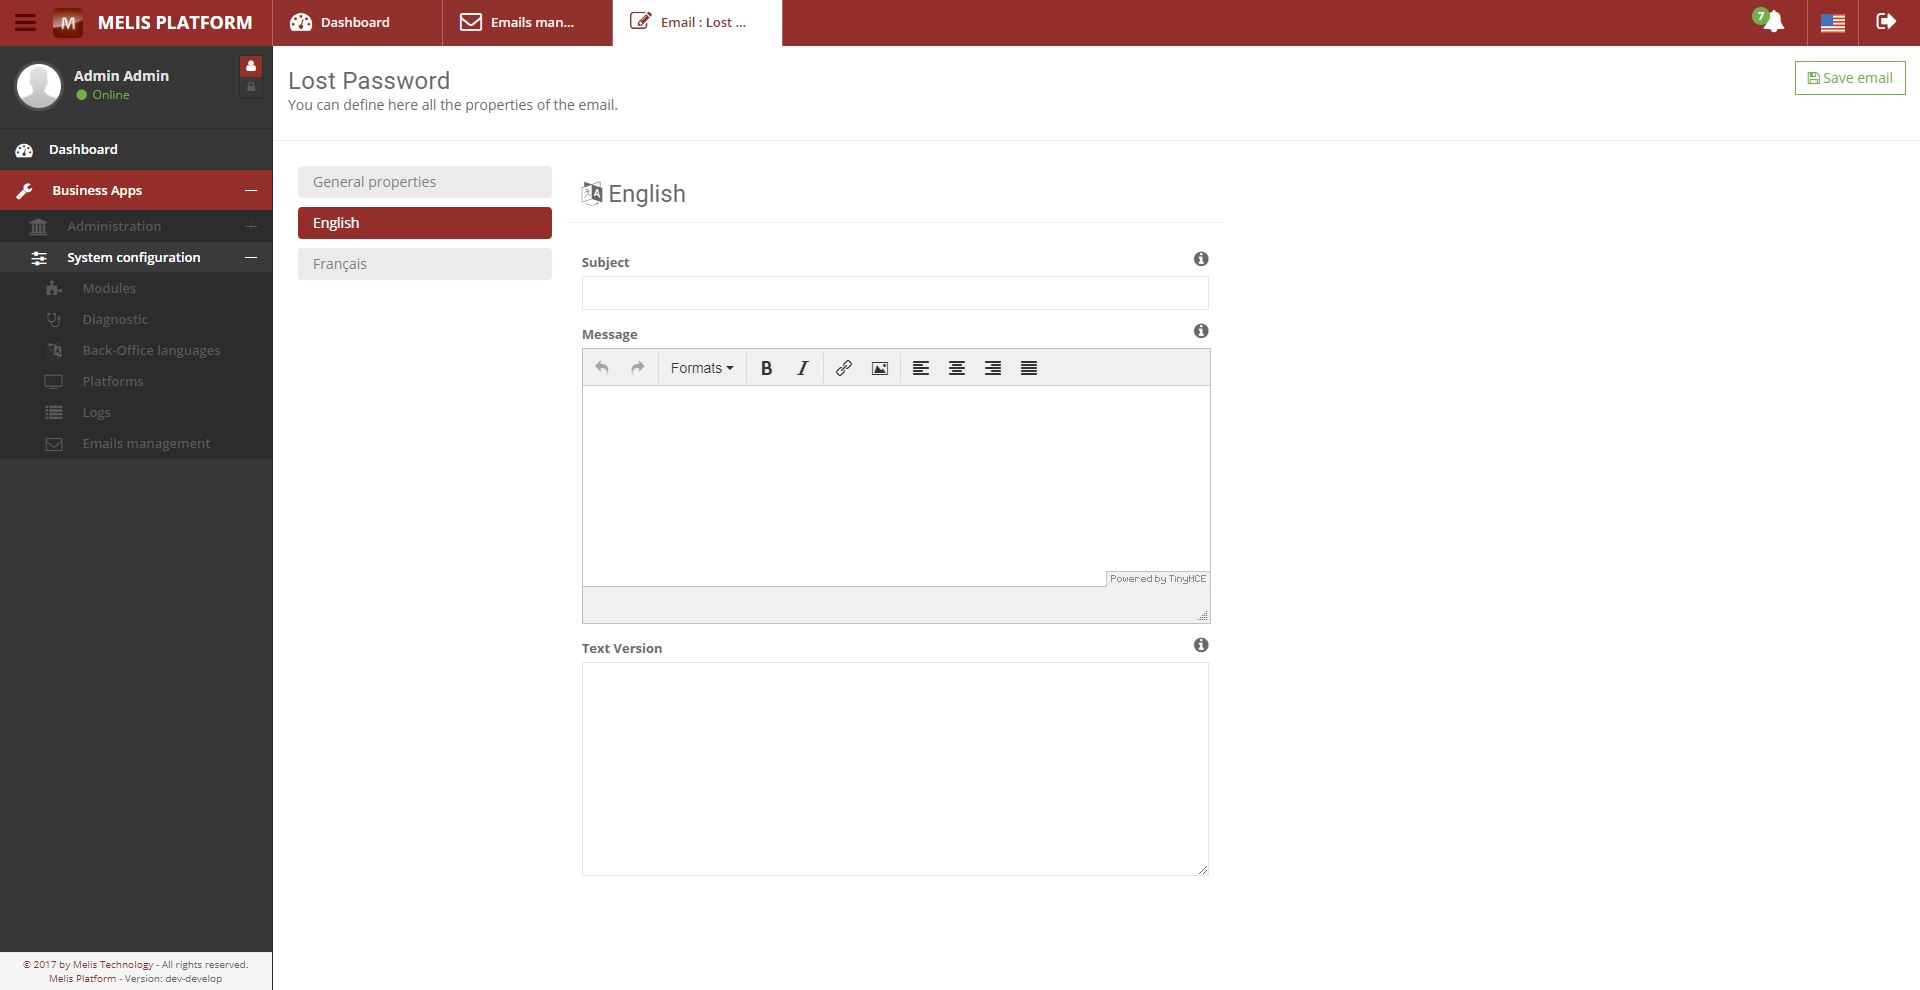 MELIS PLATFORM
Dashboard
Emails man...
Email : Lost ...
7
Admin Admin
Online
Dashboard
Business Apps
Administration
System configuration
Modules
Diagnostic
Back-Office languages
Platforms
Logs
Emails management
© 2017 by Melis Technology - All rights reserved.
Melis Platform - Version: dev-develop
Lost Password
You can define here all the properties of the email.
Save email
General properties
English
Français
English
Subject
Message
Formats
B I
Powered by TinyMCE
Text Version